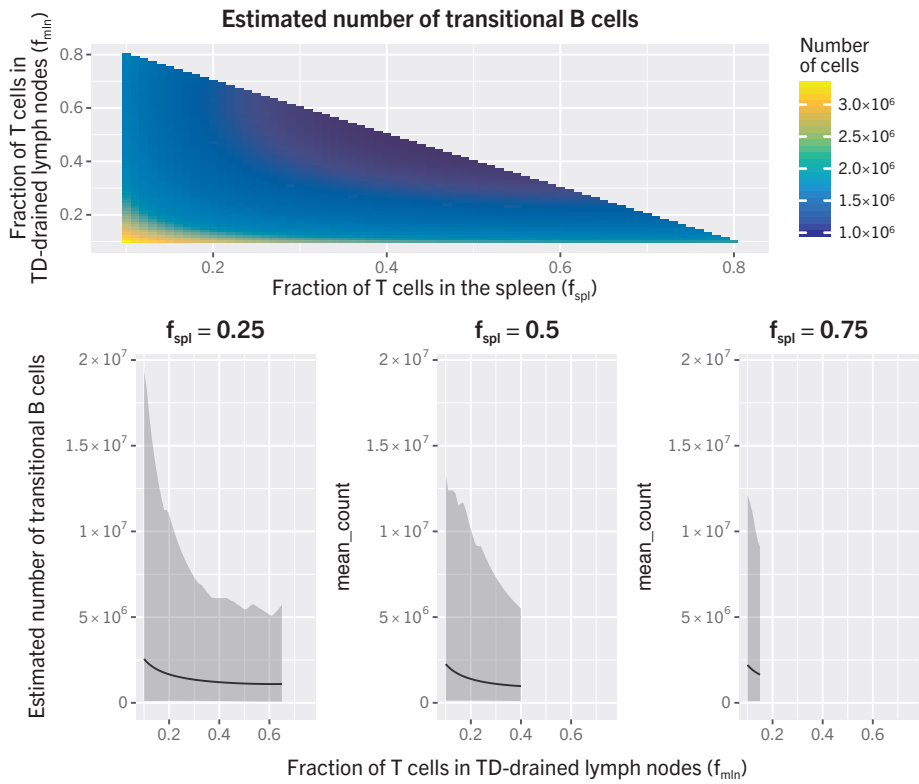 Estimated number of transitional B cells
Fraction of T cells in
TD-drained lymph nodes (fmln)
0.8
0.6
0.4
0.2
0.2 0.4 0.6 0.8
Fraction of T cells in the spleen (fspl)
Number
of cells
3.0×10⁶
2.5×10⁶
2.0×10⁶
1.5×10⁶
1.0×10⁶
fspl = 0.25
fspl = 0.5
fspl = 0.75
Estimated number of transitional B cells
2 × 10⁷
1.5 × 10⁷
1 × 10⁷
5 × 10⁶
0
0.2 0.4 0.6
mean_count
2 × 10⁷
1.5 × 10⁷
1 × 10⁷
5 × 10⁶
0
0.2 0.4 0.6
mean_count
2 × 10⁷
1.5 × 10⁷
1 × 10⁷
5 × 10⁶
0
0.2 0.4 0.6
Fraction of T cells in TD-drained lymph nodes (fmln)